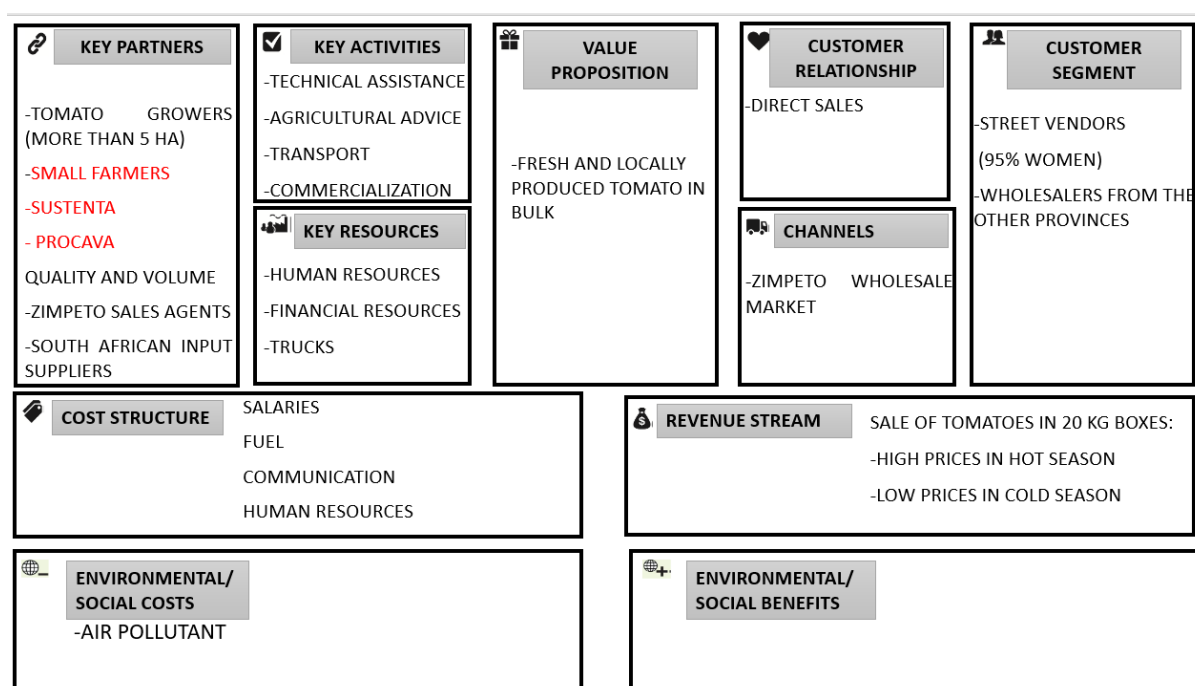 KEY PARTNERS
-TOMATO GROWERS
(MORE THAN 5 HA)
-SMALL FARMERS
-SUSTENTA
- PROCAVA
QUALITY AND VOLUME
-ZIMPETO SALES AGENTS
-SOUTH AFRICAN INPUT
SUPPLIERS
KEY ACTIVITIES
-TECHNICAL ASSISTANCE
-AGRICULTURAL ADVICE
-TRANSPORT
-COMMERCIALIZATION
KEY RESOURCES
-HUMAN RESOURCES
-FINANCIAL RESOURCES
-TRUCKS
VALUE
PROPOSITION
-FRESH AND LOCALLY
PRODUCED TOMATO IN
BULK
CUSTOMER
RELATIONSHIP
-DIRECT SALES
CHANNELS
-ZIMPETO WHOLESALE
MARKET
CUSTOMER
SEGMENT
-STREET VENDORS
(95% WOMEN)
-WHOLESALERS FROM THE
OTHER PROVINCES
COST STRUCTURE
SALARIES
FUEL
COMMUNICATION
HUMAN RESOURCES
REVENUE STREAM
SALE OF TOMATOES IN 20 KG BOXES:
-HIGH PRICES IN HOT SEASON
-LOW PRICES IN COLD SEASON
ENVIRONMENTAL/
SOCIAL COSTS
-AIR POLLUTANT
ENVIRONMENTAL/
SOCIAL BENEFITS